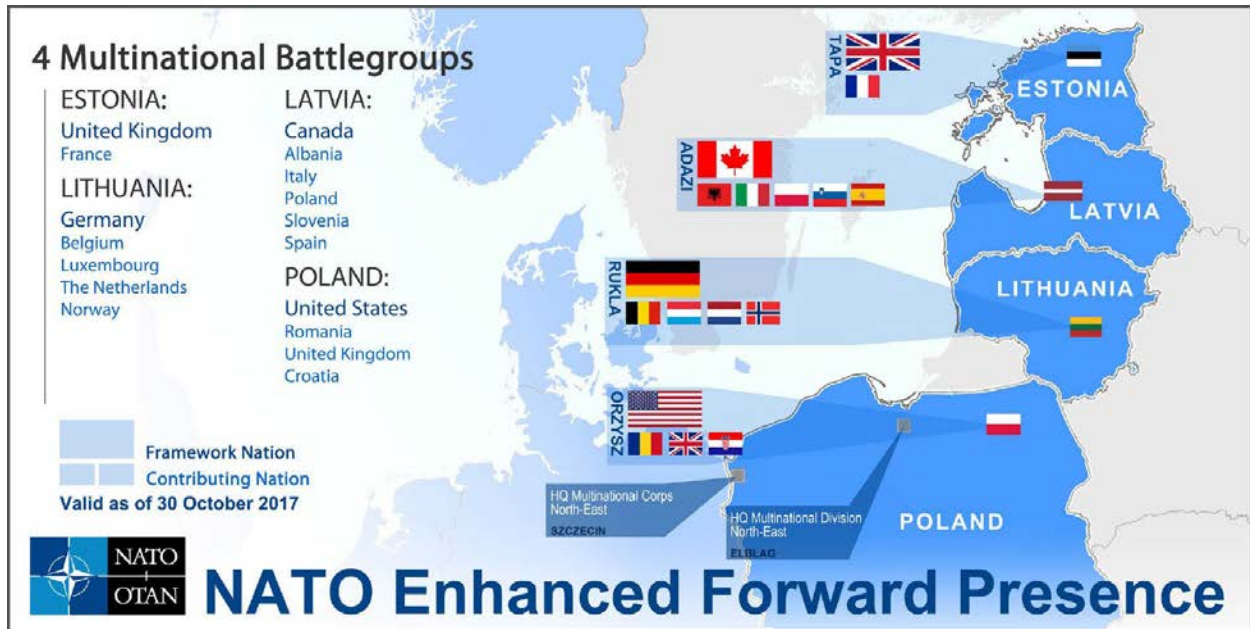 4 Multinational Battlegroups
ESTONIA:
United Kingdom
France
LITHUANIA:
Germany
Belgium
Luxembourg
The Netherlands
Norway
LATVIA:
Canada
Albania
Italy
Poland
Slovenia
Spain
POLAND:
United States
Romania
United Kingdom
Croatia
Framework Nation
Contributing Nation
Valid as of 30 October 2017
TAPA
ESTONIA
ADAZI
LATVIA
RUKLA
LITHUANIA
ORZYSZ
HQ Multinational Corps
North-East
SZCZECIN
HQ Multinational Division
North-East
ELBLAG
POLAND
NATO
OTAN
NATO Enhanced Forward Presence